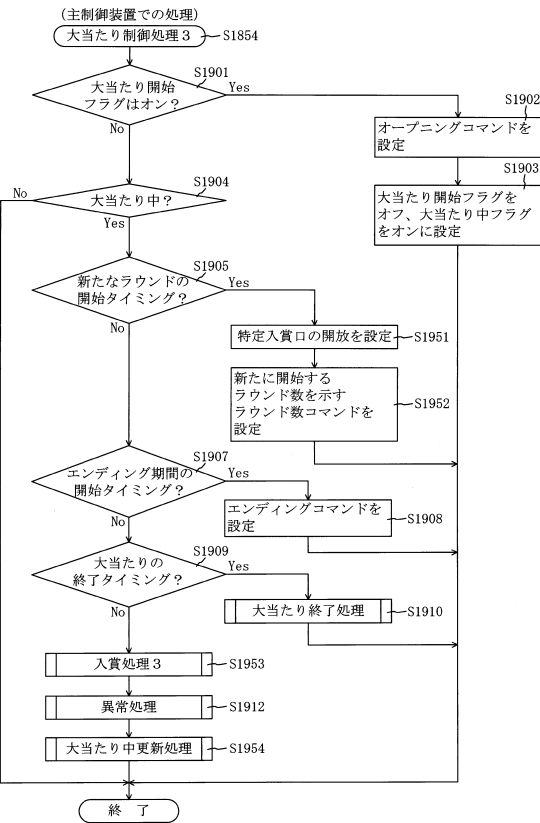 (主制御装置での処理)
大当たり制御処理3
S1854
大当たり開始
フラグはオン?
S1901
Yes
No
S1902
オープニングコマンドを
設定
S1903
大当たり開始フラグを
オフ、大当たり中フラグ
をオンに設定
大当たり中?
S1904
No
Yes
新たなラウンドの
開始タイミング?
S1905
Yes
No
特定入賞口の開放を設定
S1951
新たに開始する
ラウンド数を示す
ラウンド数コマンドを
設定
S1952
エンディング期間の
開始タイミング?
S1907
Yes
No
エンディングコマンドを
設定
S1908
大当たりの
終了タイミング?
S1909
Yes
No
大当たり終了処理
S1910
入賞処理3
S1953
異常処理
S1912
大当たり中更新処理
S1954
終 了